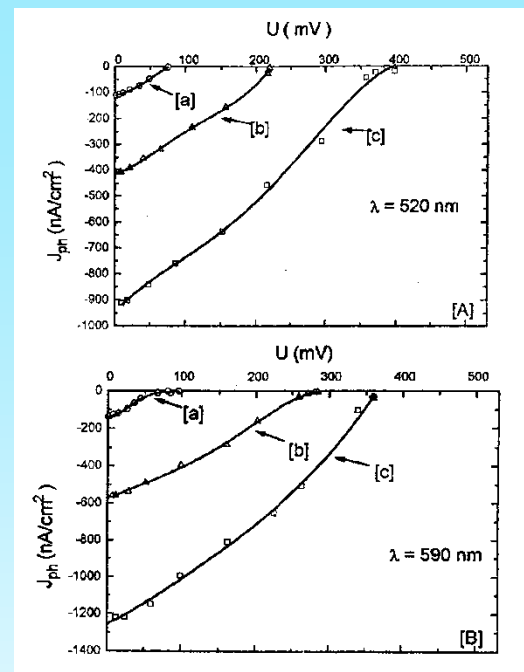 U ( mV )
0 100 200 300 400 500
0
-100
-200
-300
-400
-500
-600
-700
-800
-900
-1000
J_ph (nA/cm²)
[a]
[b]
[c]
λ = 520 nm
[A]
U (mV)
0 100 200 300 400 500
0
-200
-400
-600
-800
-1000
-1200
-1400
J_ph (nA/cm²)
[a]
[b]
[c]
λ = 590 nm
[B]